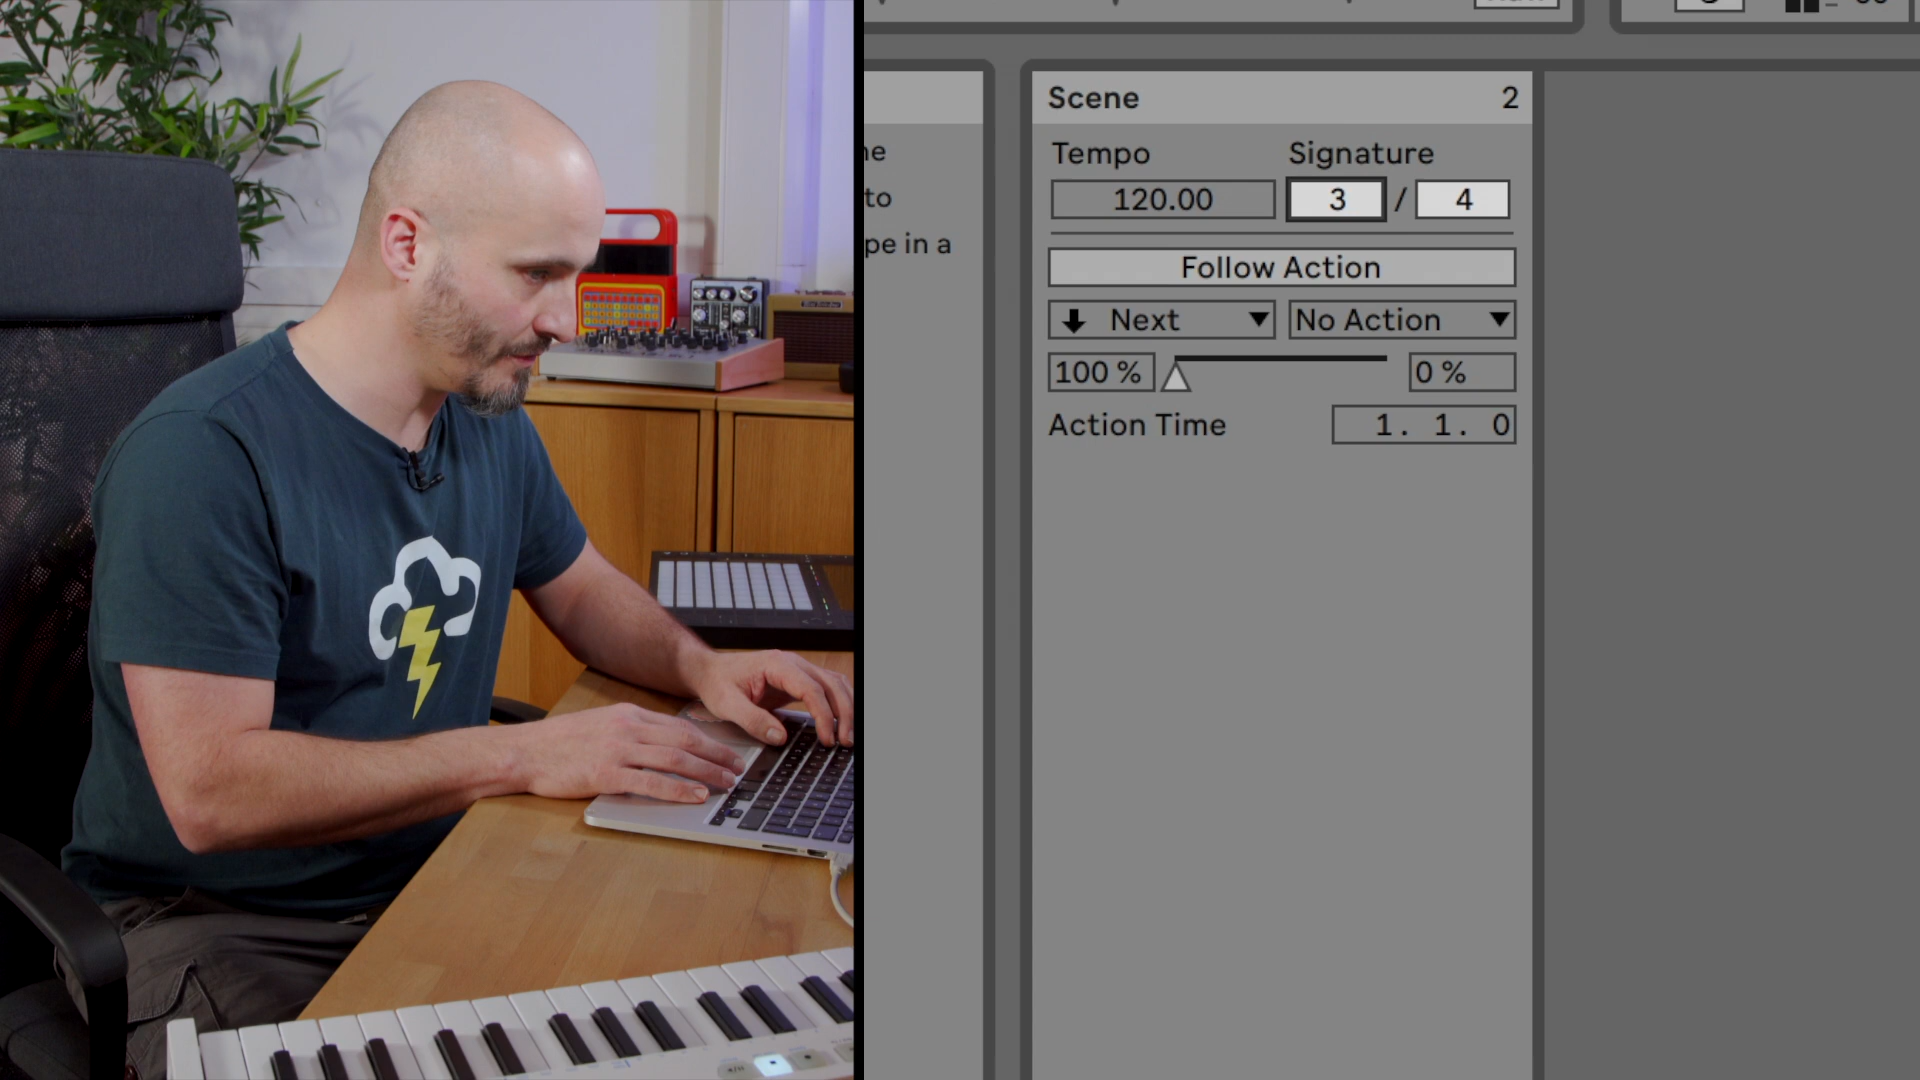 Scene 2
ne
to
pe in a
Tempo Signature
120.00 3 / 4
Follow Action
Next No Action
100 % 0 %
Action Time 1. 1. 0